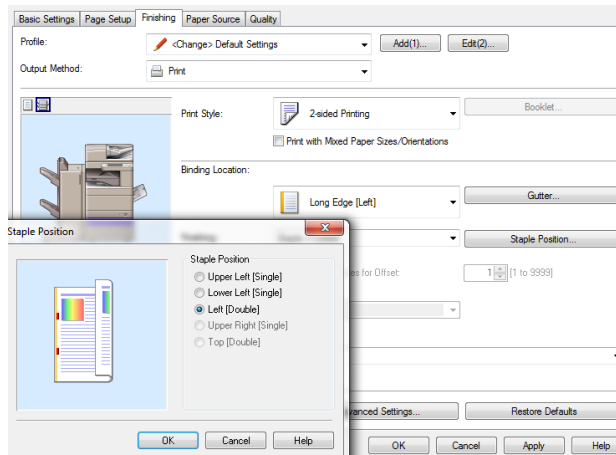 Basic Settings Page Setup Finishing Paper Source Quality
Profile: <Change> Default Settings Add(1)... Edit(2)...
Output Method: Print
Print Style: 2-sided Printing Booklet...
Print with Mixed Paper Sizes/Orientations
Binding Location:
Long Edge [Left] Gutter...
Staple Position...
for Offset: 1 [1 to 9999]
Staple Position
Staple Position
Upper Left [Single]
Lower Left [Single]
Left [Double]
Upper Right [Single]
Top [Double]
OK Cancel Help
Settings... Restore Defaults
OK Cancel Apply Help